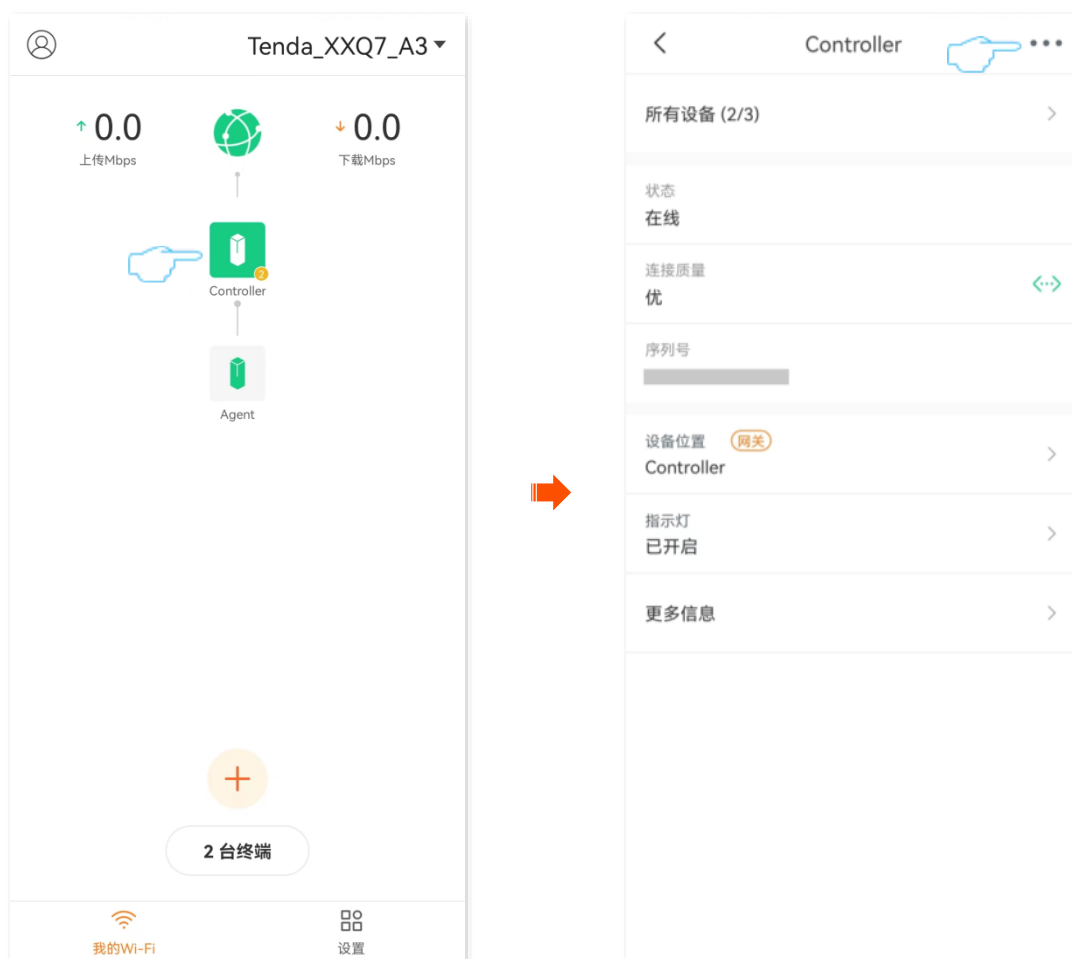 Tenda_XXQ7_A3
0.0
上传Mbps
0.0
下载Mbps
2
Controller
Agent
2 台终端
我的Wi-Fi
设置
Controller
所有设备 (2/3)
状态
在线
连接质量
优
序列号
设备位置 网关
Controller
指示灯
已开启
更多信息